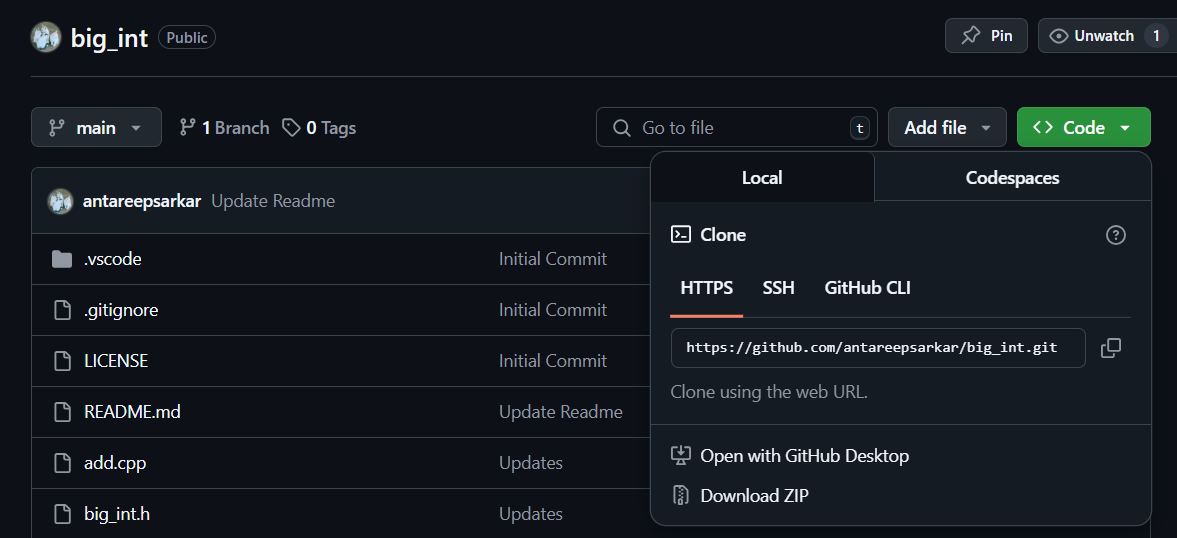 big_int Public Pin Unwatch 1
main 1 Branch 0 Tags Go to file t Add file Code
Local Codespaces
antareepsarkar Update Readme
Clone
.vscode Initial Commit
HTTPS SSH GitHub CLI
.gitignore Initial Commit
https://github.com/antareepsarkar/big_int.git
LICENSE Initial Commit
Clone using the web URL.
README.md Update Readme
Open with GitHub Desktop
add.cpp Updates
Download ZIP
big_int.h Updates